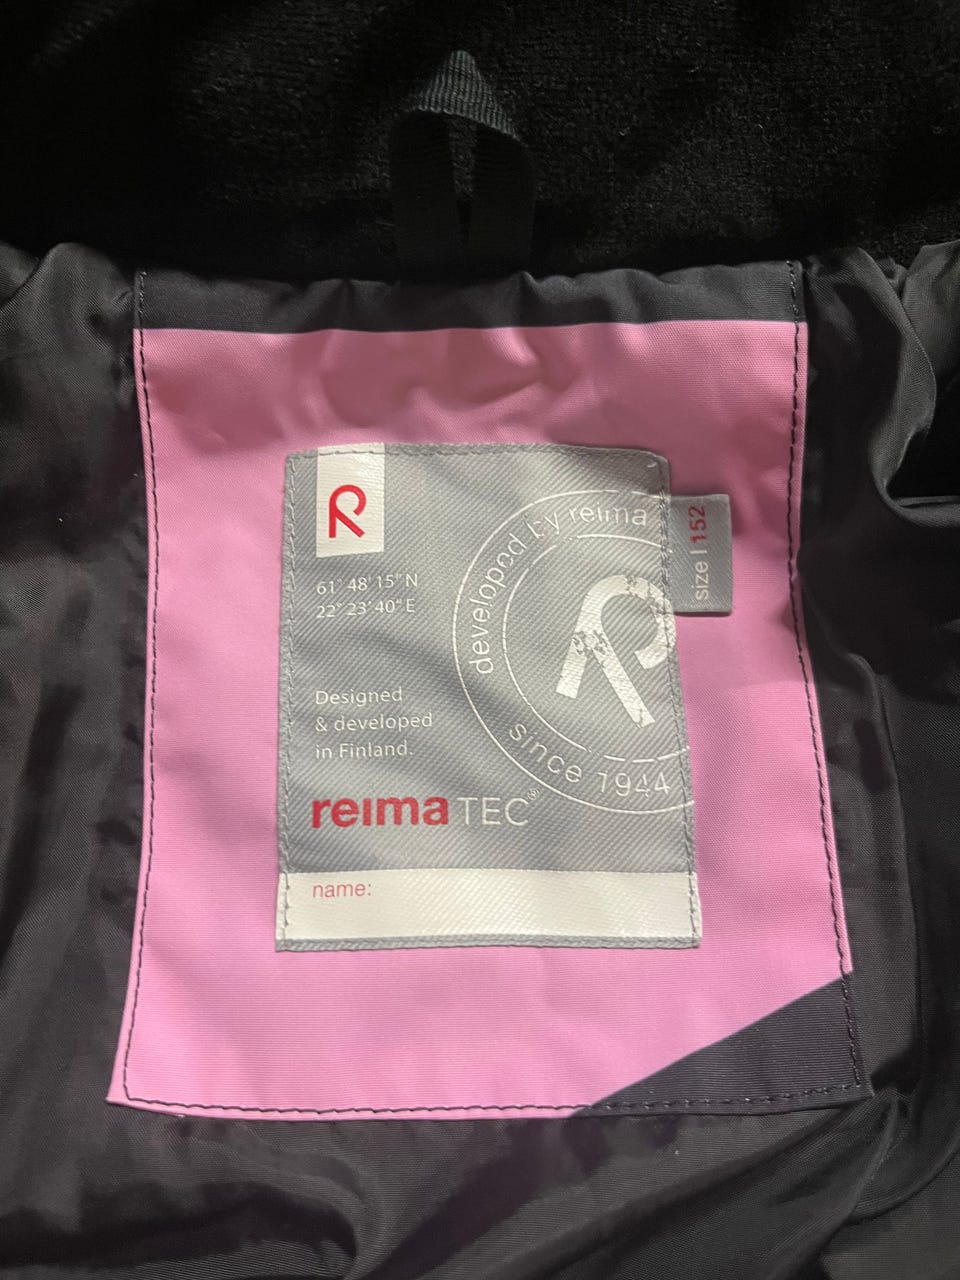 R
61° 48' 15" N
22° 23' 40" E
developed by reima
R
since 1944
size | 152
Designed
& developed
in Finland.
reima TEC®
name: